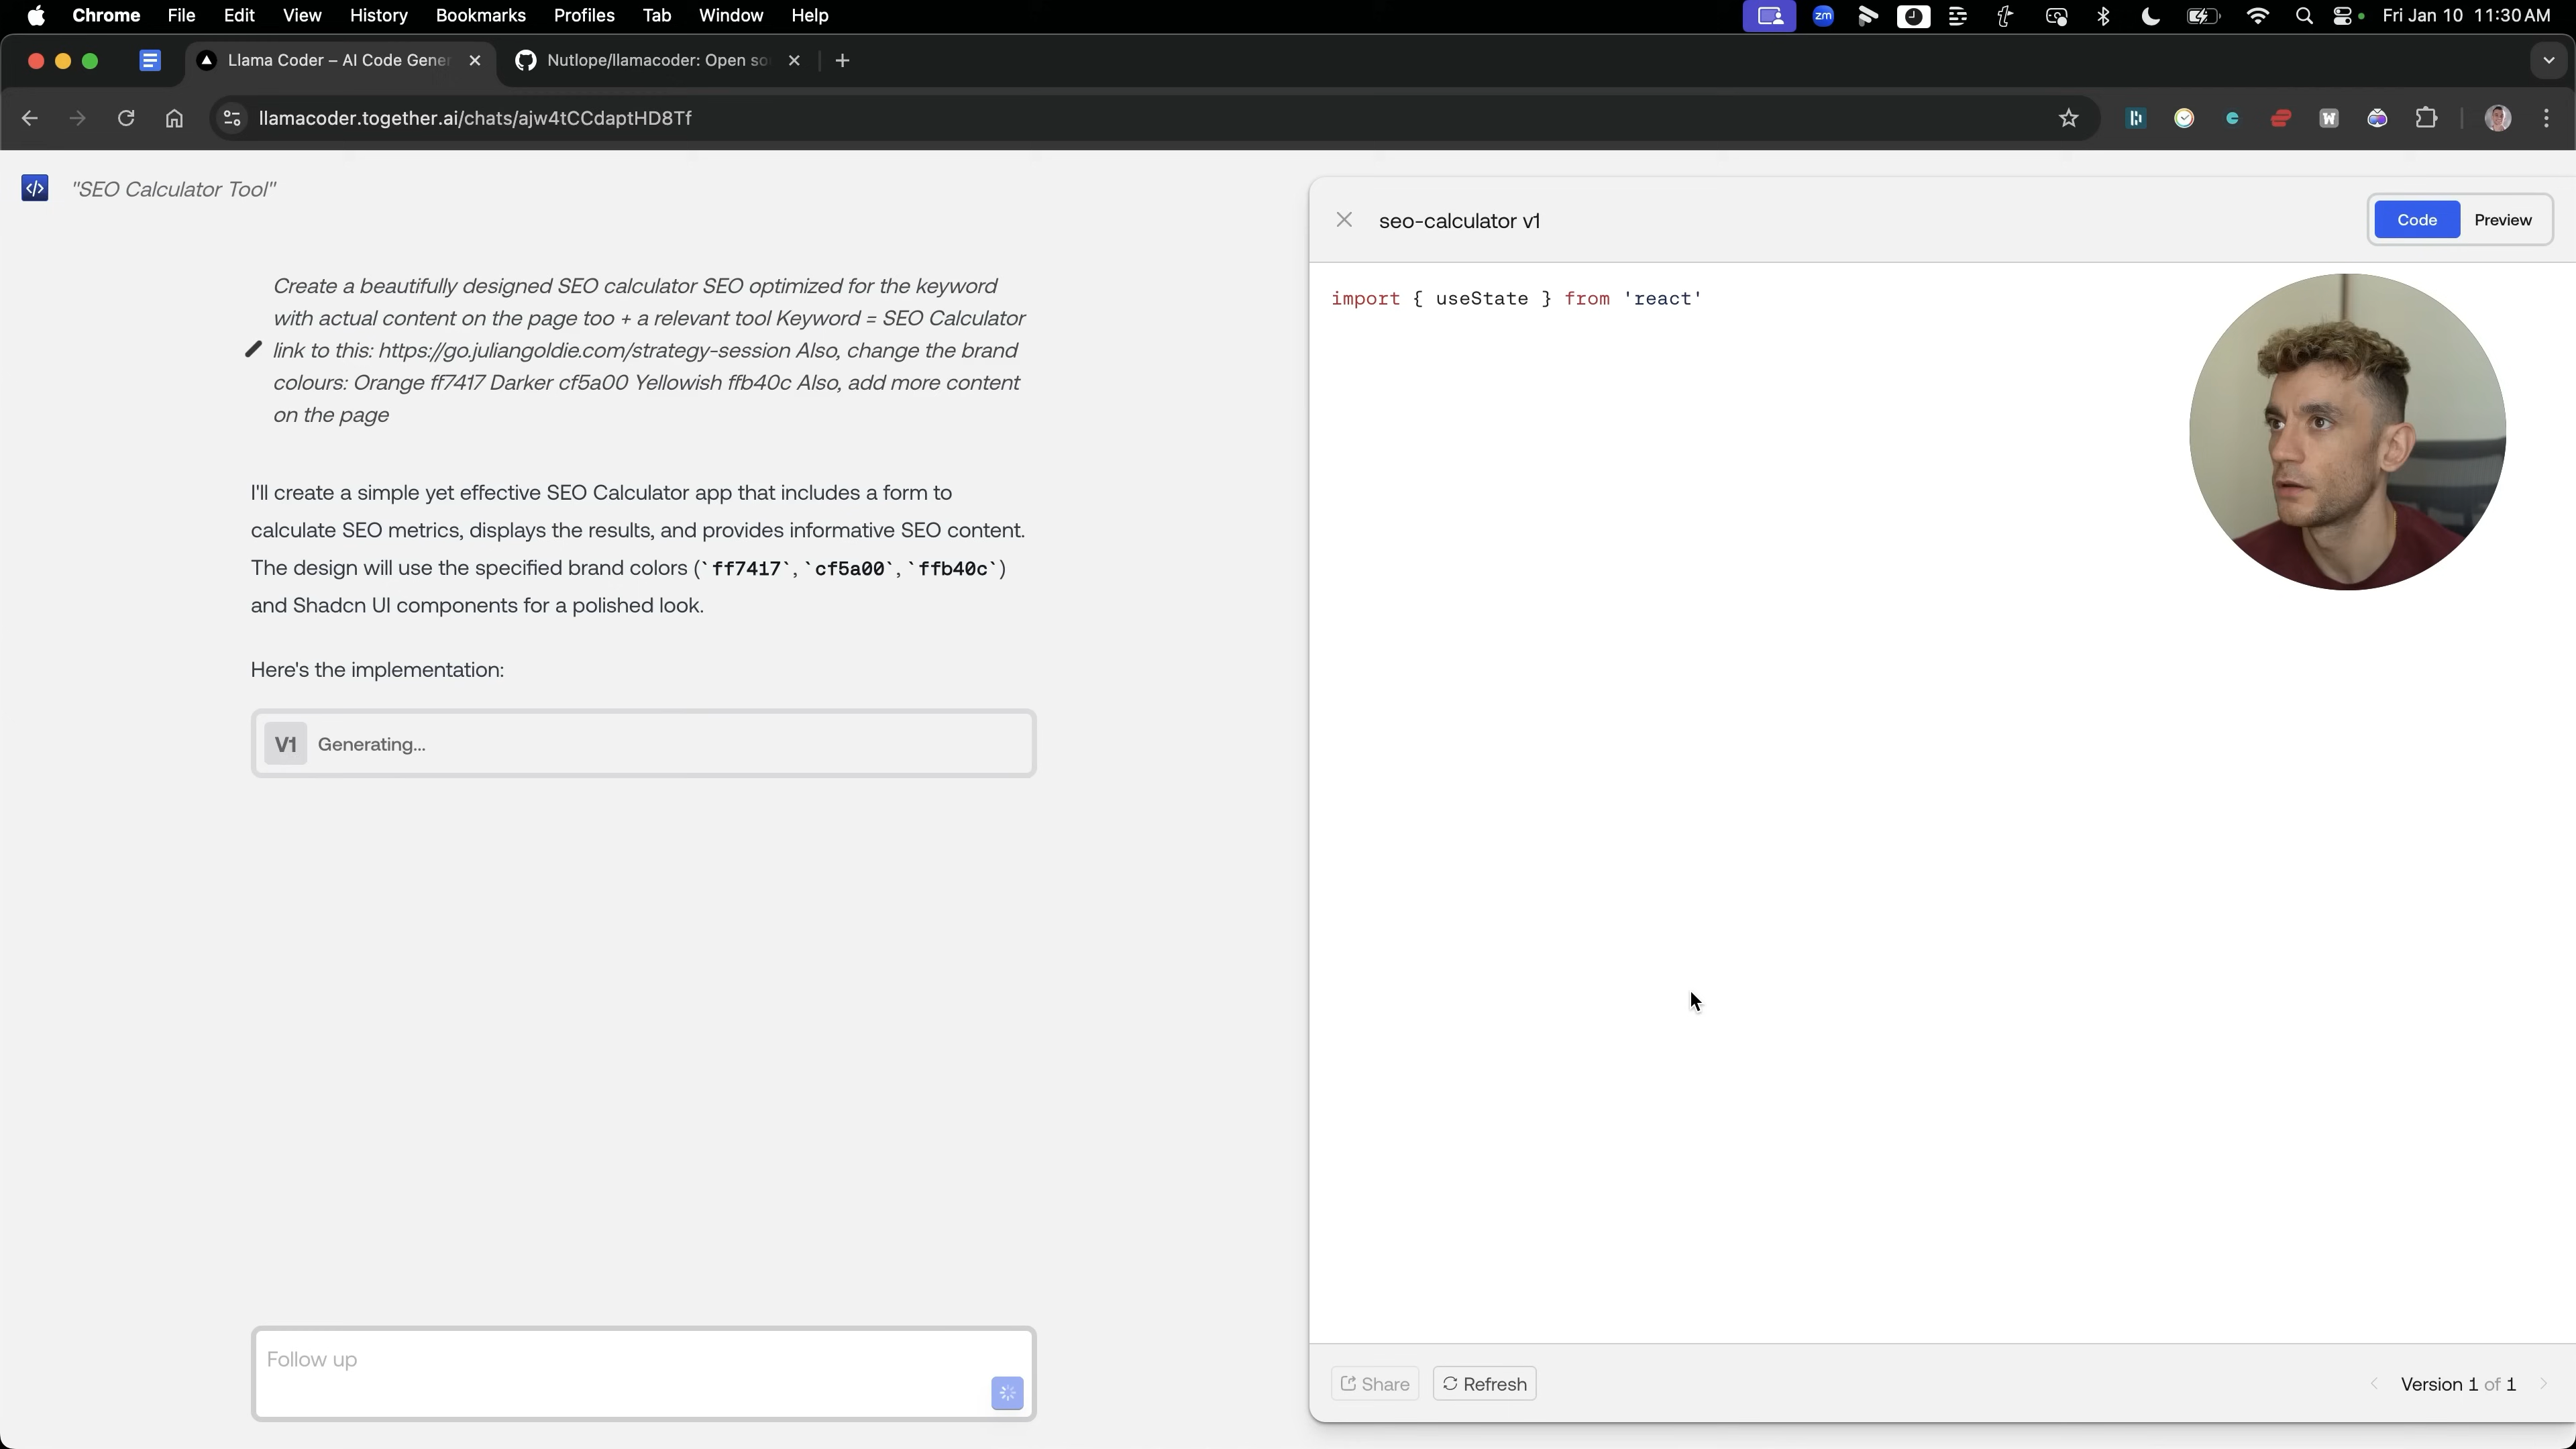 Chrome File Edit View History Bookmarks Profiles Tab Window Help
zm
Fri Jan 10 11:30 AM
Llama Coder – AI Code Gener
Nutlope/llamacoder: Open so
llamacoder.together.ai/chats/ajw4tCCdaptHD8Tf
"SEO Calculator Tool"
Create a beautifully designed SEO calculator SEO optimized for the keyword
with actual content on the page too + a relevant tool Keyword = SEO Calculator
link to this: https://go.juliangoldie.com/strategy-session Also, change the brand
colours: Orange ff7417 Darker cf5a00 Yellowish ffb40c Also, add more content
on the page
I'll create a simple yet effective SEO Calculator app that includes a form to
calculate SEO metrics, displays the results, and provides informative SEO content.
The design will use the specified brand colors (`ff7417`, `cf5a00`, `ffb40c`)
and Shadcn UI components for a polished look.
Here's the implementation:
V1 Generating...
Follow up
seo-calculator v1
Code Preview
import { useState } from 'react'
Share Refresh
Version 1 of 1